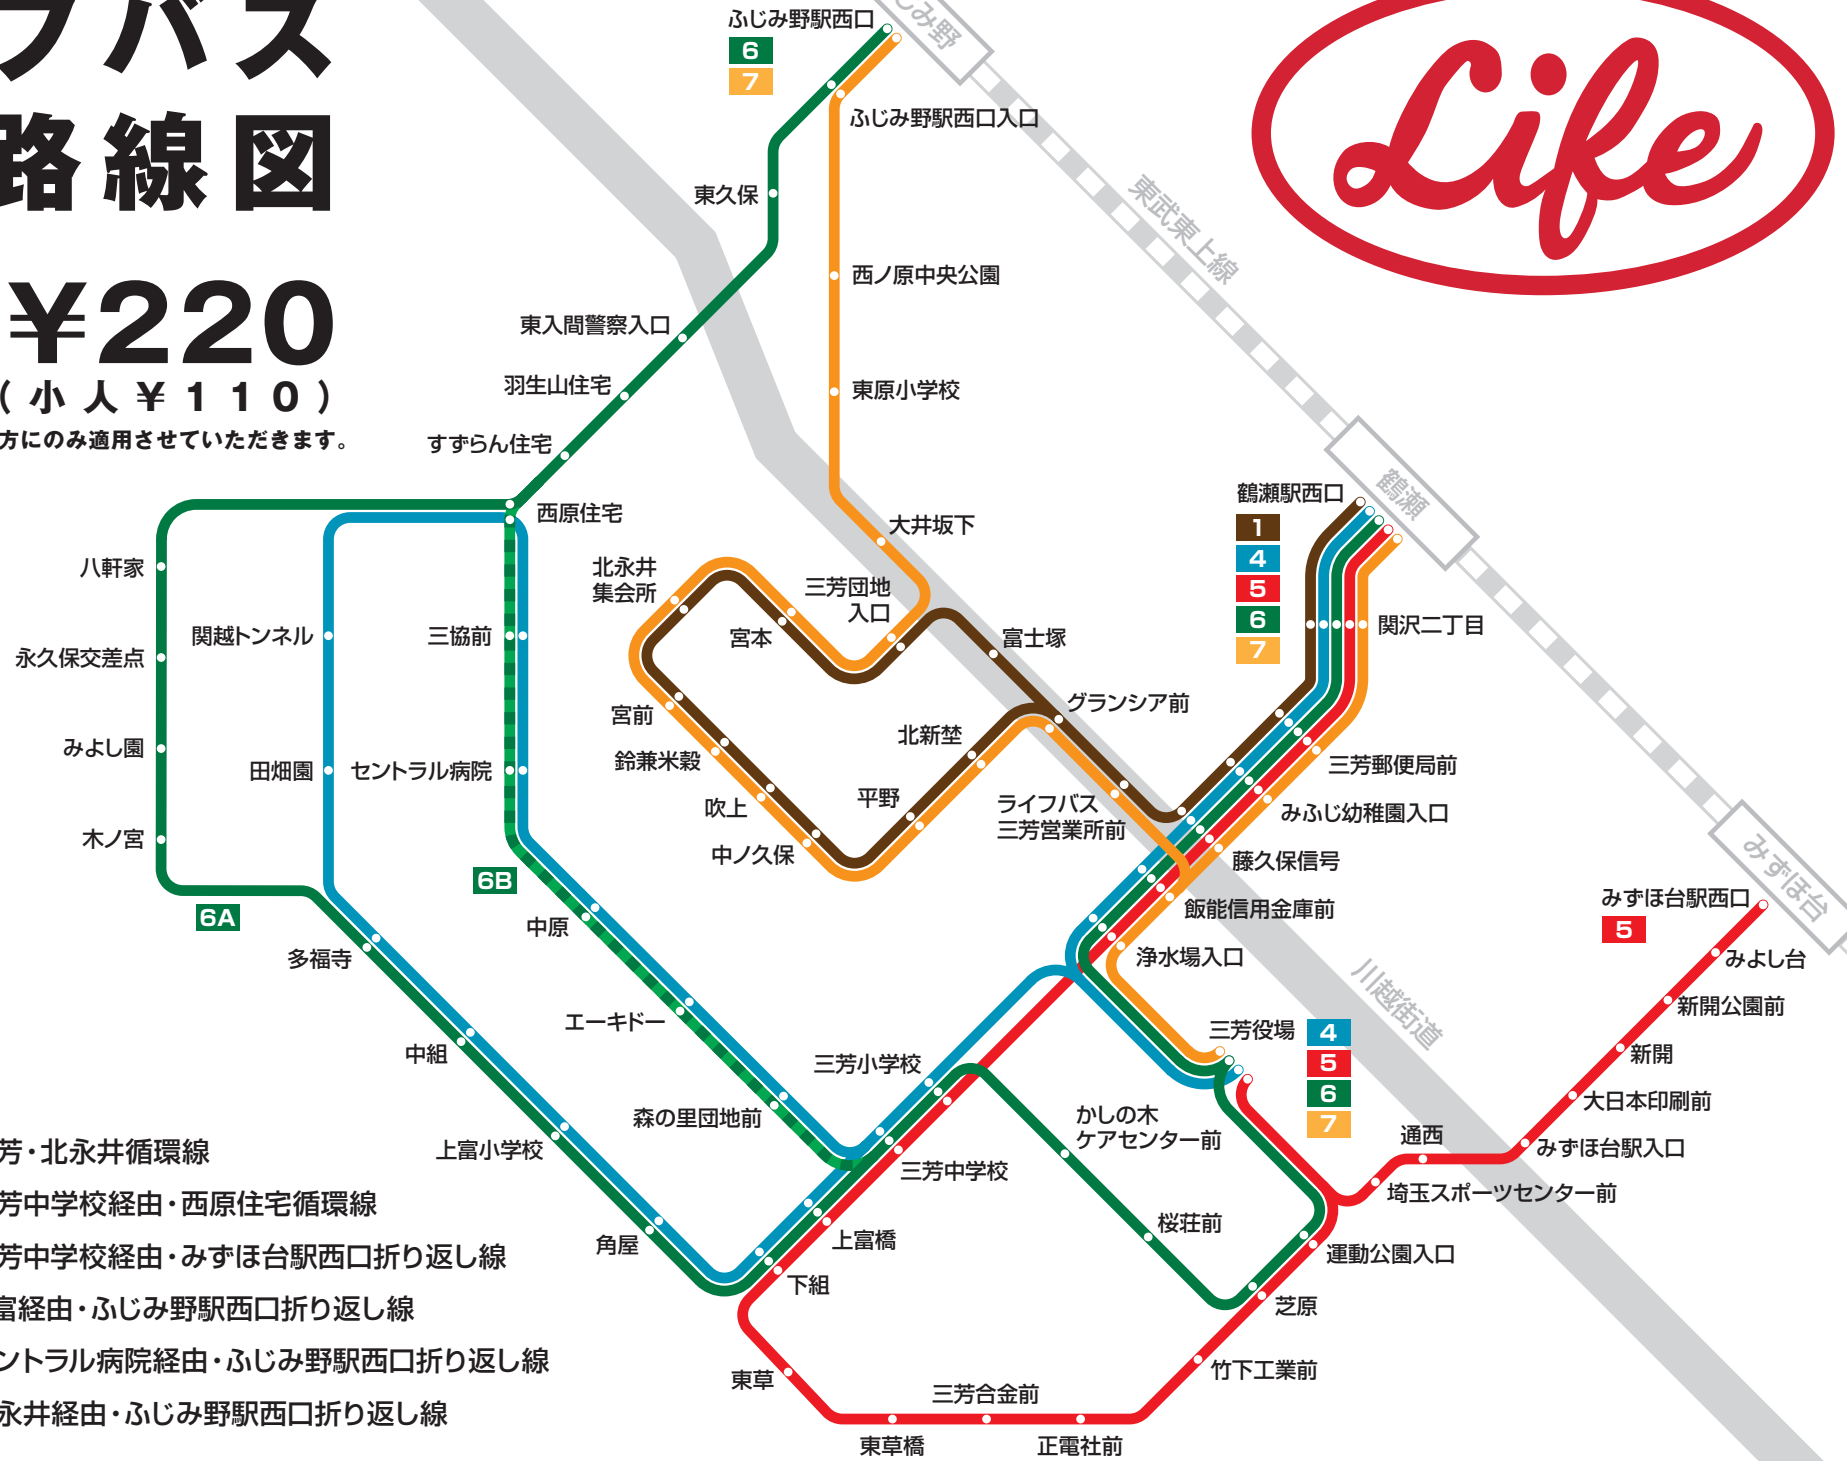 フバス
路線図
¥220
(小人¥110)
方にのみ適用させていただきます。
ふじみ野駅西口
6
7
じみ野
Life
ふじみ野駅西口入口
東久保
東武東上線
西ノ原中央公園
東入間警察入口
羽生山住宅
東原小学校
すずらん住宅
西原住宅
大井坂下
鶴瀬駅西口
1
4
5
6
7
鶴瀬
関沢二丁目
八軒家
永久保交差点
みよし園
木ノ宮
6A
関越トンネル
田畑園
三協前
セントラル病院
6B
北永井
集会所
宮本
三芳団地
入口
富士塚
グランシア前
宮前
鈴兼米穀
吹上
中ノ久保
平野
北新埜
ライフバス
三芳営業所前
三芳郵便局前
みふじ幼稚園入口
藤久保信号
飯能信用金庫前
浄水場入口
みずほ台
みずほ台駅西口
5
みよし台
新開公園前
新開
大日本印刷前
みずほ台駅入口
通西
埼玉スポーツセンター前
川越街道
三芳役場
4
5
6
7
多福寺
中組
上富小学校
角屋
中原
エーキドー
森の里団地前
三芳小学校
三芳中学校
上富橋
下組
かしの木
ケアセンター前
桜荘前
運動公園入口
芝原
竹下工業前
東草
東草橋
三芳合金前
正電社前
芳・北永井循環線
芳中学校経由・西原住宅循環線
芳中学校経由・みずほ台駅西口折り返し線
富経由・ふじみ野駅西口折り返し線
ントラル病院経由・ふじみ野駅西口折り返し線
永井経由・ふじみ野駅西口折り返し線